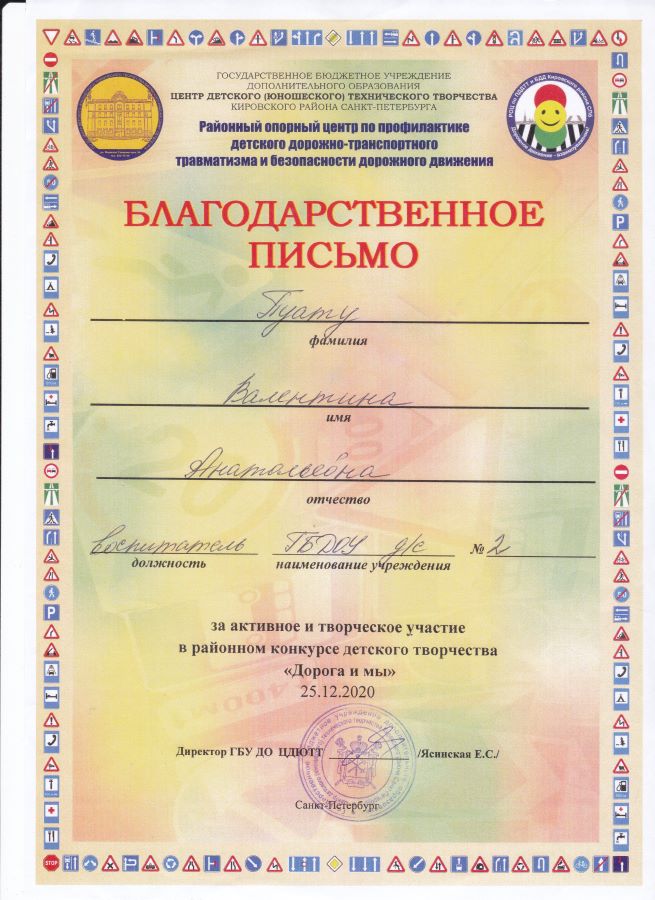 ГОСУДАРСТВЕННОЕ БЮДЖЕТНОЕ УЧРЕЖДЕНИЕ
ДОПОЛНИТЕЛЬНОГО ОБРАЗОВАНИЯ
ЦЕНТР ДЕТСКОГО (ЮНОШЕСКОГО) ТЕХНИЧЕСКОГО ТВОРЧЕСТВА
КИРОВСКОГО РАЙОНА САНКТ-ПЕТЕРБУРГА
Районный опорный центр по профилактике
детского дорожно-транспортного
травматизма и безопасности дорожного движения
БЛАГОДАРСТВЕННОЕ
ПИСЬМО
Пуату
фамилия
Валентина
имя
Анатольевна
отчество
воспитатель ГБДОУ д/с № 2
должность наименование учреждения
за активное и творческое участие
в районном конкурсе детского творчества
«Дорога и мы»
25.12.2020
Директор ГБУ ДО ЦДЮТТ /Ясинская Е.С./
Санкт-Петербург